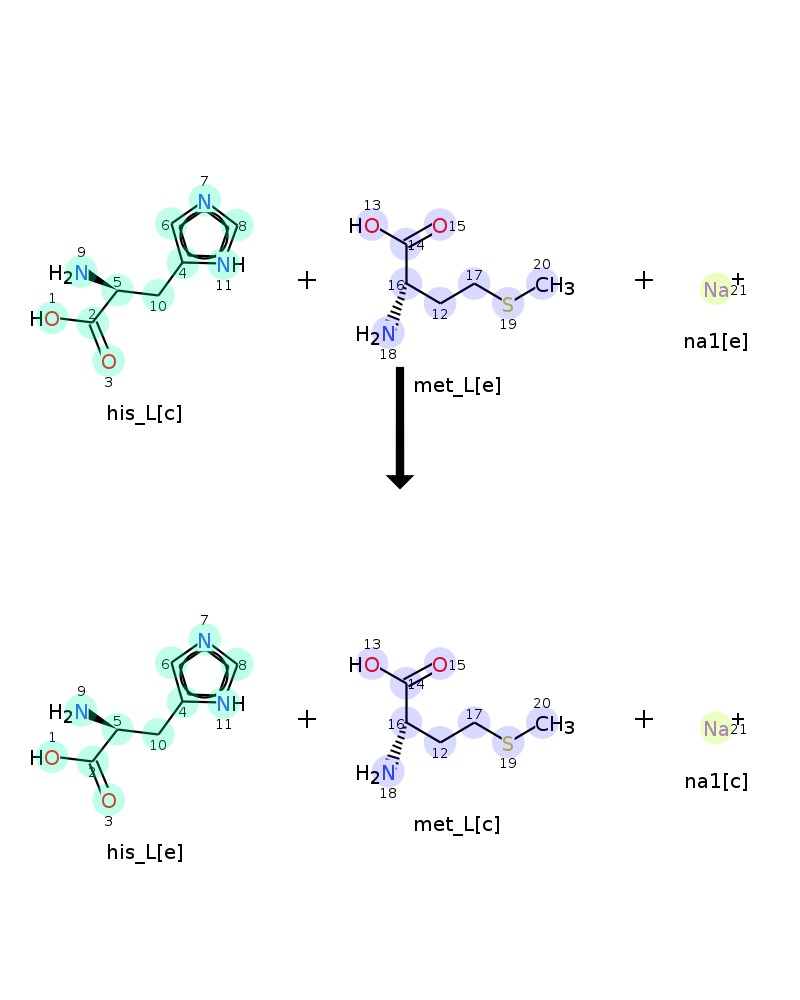 7
N
6
8
NH
11
4
9
H2N
5
10
1
HO
2
O
3
his_L[c]
+
13
HO
O
15
14
16
17
20
CH3
12
S
19
H2N
18
met_L[e]
+
Na+
21
na1[e]
7
N
6
8
NH
11
4
9
H2N
5
10
1
HO
2
O
3
his_L[e]
+
13
HO
O
15
14
16
17
20
CH3
12
S
19
H2N
18
met_L[c]
+
Na+
21
na1[c]